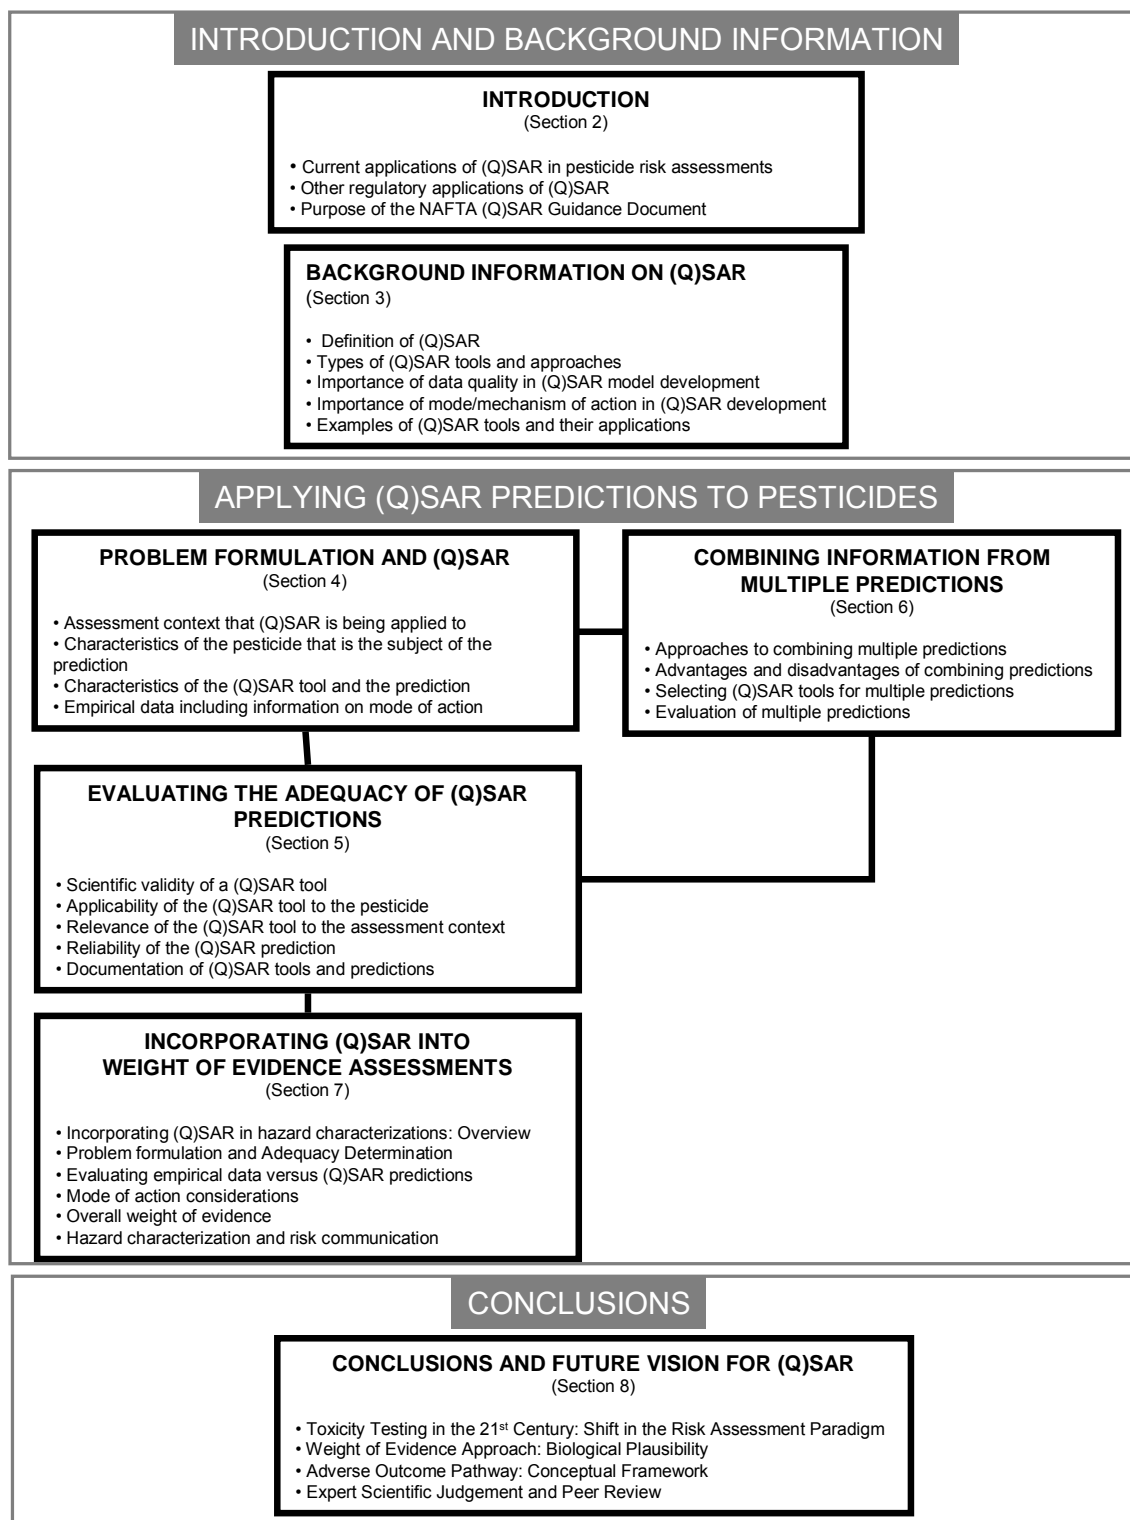 INTRODUCTION AND BACKGROUND INFORMATION
INTRODUCTION
(Section 2)
• Current applications of (Q)SAR in pesticide risk assessments
• Other regulatory applications of (Q)SAR
• Purpose of the NAFTA (Q)SAR Guidance Document
BACKGROUND INFORMATION ON (Q)SAR
(Section 3)
• Definition of (Q)SAR
• Types of (Q)SAR tools and approaches
• Importance of data quality in (Q)SAR model development
• Importance of mode/mechanism of action in (Q)SAR development
• Examples of (Q)SAR tools and their applications
APPLYING (Q)SAR PREDICTIONS TO PESTICIDES
PROBLEM FORMULATION AND (Q)SAR
(Section 4)
• Assessment context that (Q)SAR is being applied to
• Characteristics of the pesticide that is the subject of the
prediction
• Characteristics of the (Q)SAR tool and the prediction
• Empirical data including information on mode of action
COMBINING INFORMATION FROM
MULTIPLE PREDICTIONS
(Section 6)
• Approaches to combining multiple predictions
• Advantages and disadvantages of combining predictions
• Selecting (Q)SAR tools for multiple predictions
• Evaluation of multiple predictions
EVALUATING THE ADEQUACY OF (Q)SAR
PREDICTIONS
(Section 5)
• Scientific validity of a (Q)SAR tool
• Applicability of the (Q)SAR tool to the pesticide
• Relevance of the (Q)SAR tool to the assessment context
• Reliability of the (Q)SAR prediction
• Documentation of (Q)SAR tools and predictions
INCORPORATING (Q)SAR INTO
WEIGHT OF EVIDENCE ASSESSMENTS
(Section 7)
• Incorporating (Q)SAR in hazard characterizations: Overview
• Problem formulation and Adequacy Determination
• Evaluating empirical data versus (Q)SAR predictions
• Mode of action considerations
• Overall weight of evidence
• Hazard characterization and risk communication
CONCLUSIONS
CONCLUSIONS AND FUTURE VISION FOR (Q)SAR
(Section 8)
• Toxicity Testing in the 21st Century: Shift in the Risk Assessment Paradigm
• Weight of Evidence Approach: Biological Plausibility
• Adverse Outcome Pathway: Conceptual Framework
• Expert Scientific Judgement and Peer Review